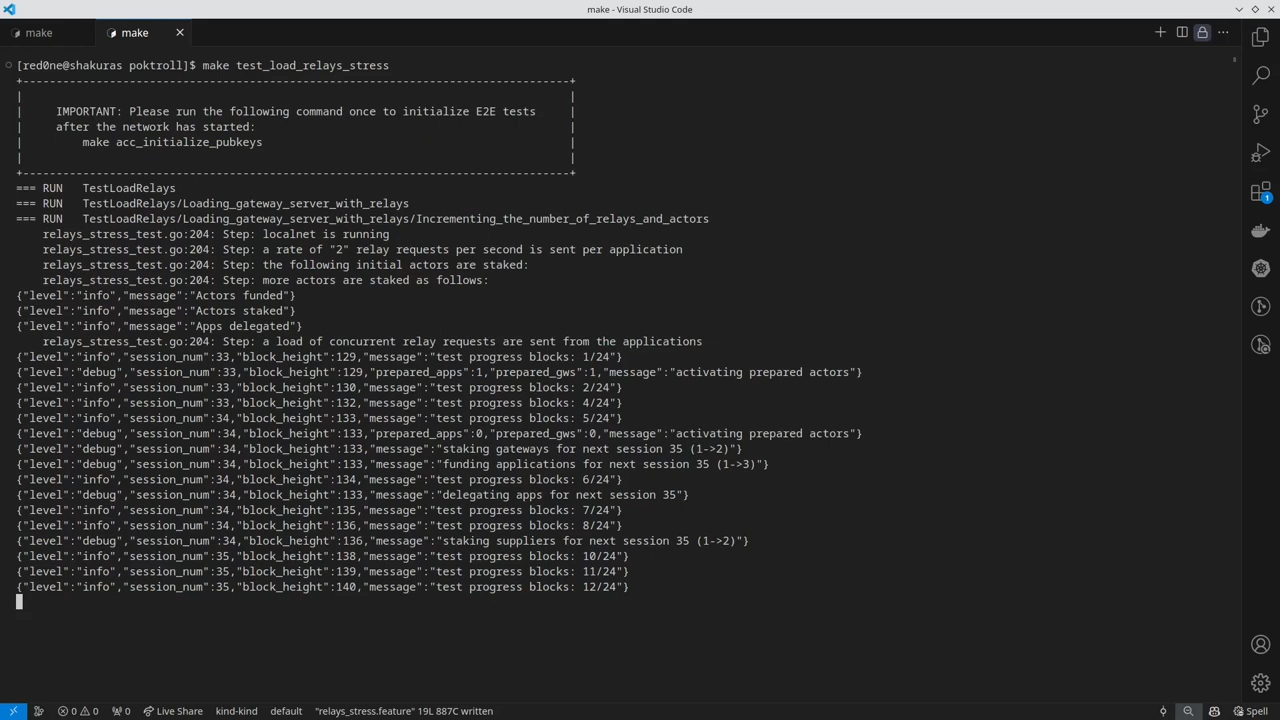 make - Visual Studio Code
make
make
[red0ne@shakuras poktroll]$ make test_load_relays_stress
+-----------------------------------------------------------------------------------+
|                                                                                   |
|     IMPORTANT: Please run the following command once to initialize E2E tests     |
|     after the network has started:                                                |
|         make acc_initialize_pubkeys                                               |
|                                                                                   |
+-----------------------------------------------------------------------------------+
=== RUN   TestLoadRelays
=== RUN   TestLoadRelays/Loading_gateway_server_with_relays
=== RUN   TestLoadRelays/Loading_gateway_server_with_relays/Incrementing_the_number_of_relays_and_actors
    relays_stress_test.go:204: Step: localnet is running
    relays_stress_test.go:204: Step: a rate of "2" relay requests per second is sent per application
    relays_stress_test.go:204: Step: the following initial actors are staked:
    relays_stress_test.go:204: Step: more actors are staked as follows:
{"level":"info","message":"Actors funded"}
{"level":"info","message":"Actors staked"}
{"level":"info","message":"Apps delegated"}
    relays_stress_test.go:204: Step: a load of concurrent relay requests are sent from the applications
{"level":"info","session_num":33,"block_height":129,"message":"test progress blocks: 1/24"}
{"level":"debug","session_num":33,"block_height":129,"prepared_apps":1,"prepared_gws":1,"message":"activating prepared actors"}
{"level":"info","session_num":33,"block_height":130,"message":"test progress blocks: 2/24"}
{"level":"info","session_num":33,"block_height":132,"message":"test progress blocks: 4/24"}
{"level":"info","session_num":34,"block_height":133,"message":"test progress blocks: 5/24"}
{"level":"debug","session_num":34,"block_height":133,"prepared_apps":0,"prepared_gws":0,"message":"activating prepared actors"}
{"level":"debug","session_num":34,"block_height":133,"message":"staking gateways for next session 35 (1->2)"}
{"level":"debug","session_num":34,"block_height":133,"message":"funding applications for next session 35 (1->3)"}
{"level":"info","session_num":34,"block_height":134,"message":"test progress blocks: 6/24"}
{"level":"debug","session_num":34,"block_height":133,"message":"delegating apps for next session 35"}
{"level":"info","session_num":34,"block_height":135,"message":"test progress blocks: 7/24"}
{"level":"info","session_num":34,"block_height":136,"message":"test progress blocks: 8/24"}
{"level":"debug","session_num":34,"block_height":136,"message":"staking suppliers for next session 35 (1->2)"}
{"level":"info","session_num":35,"block_height":138,"message":"test progress blocks: 10/24"}
{"level":"info","session_num":35,"block_height":139,"message":"test progress blocks: 11/24"}
{"level":"info","session_num":35,"block_height":140,"message":"test progress blocks: 12/24"}
1
0 0 0 Live Share kind-kind default "relays_stress.feature" 19L 887C written Spell